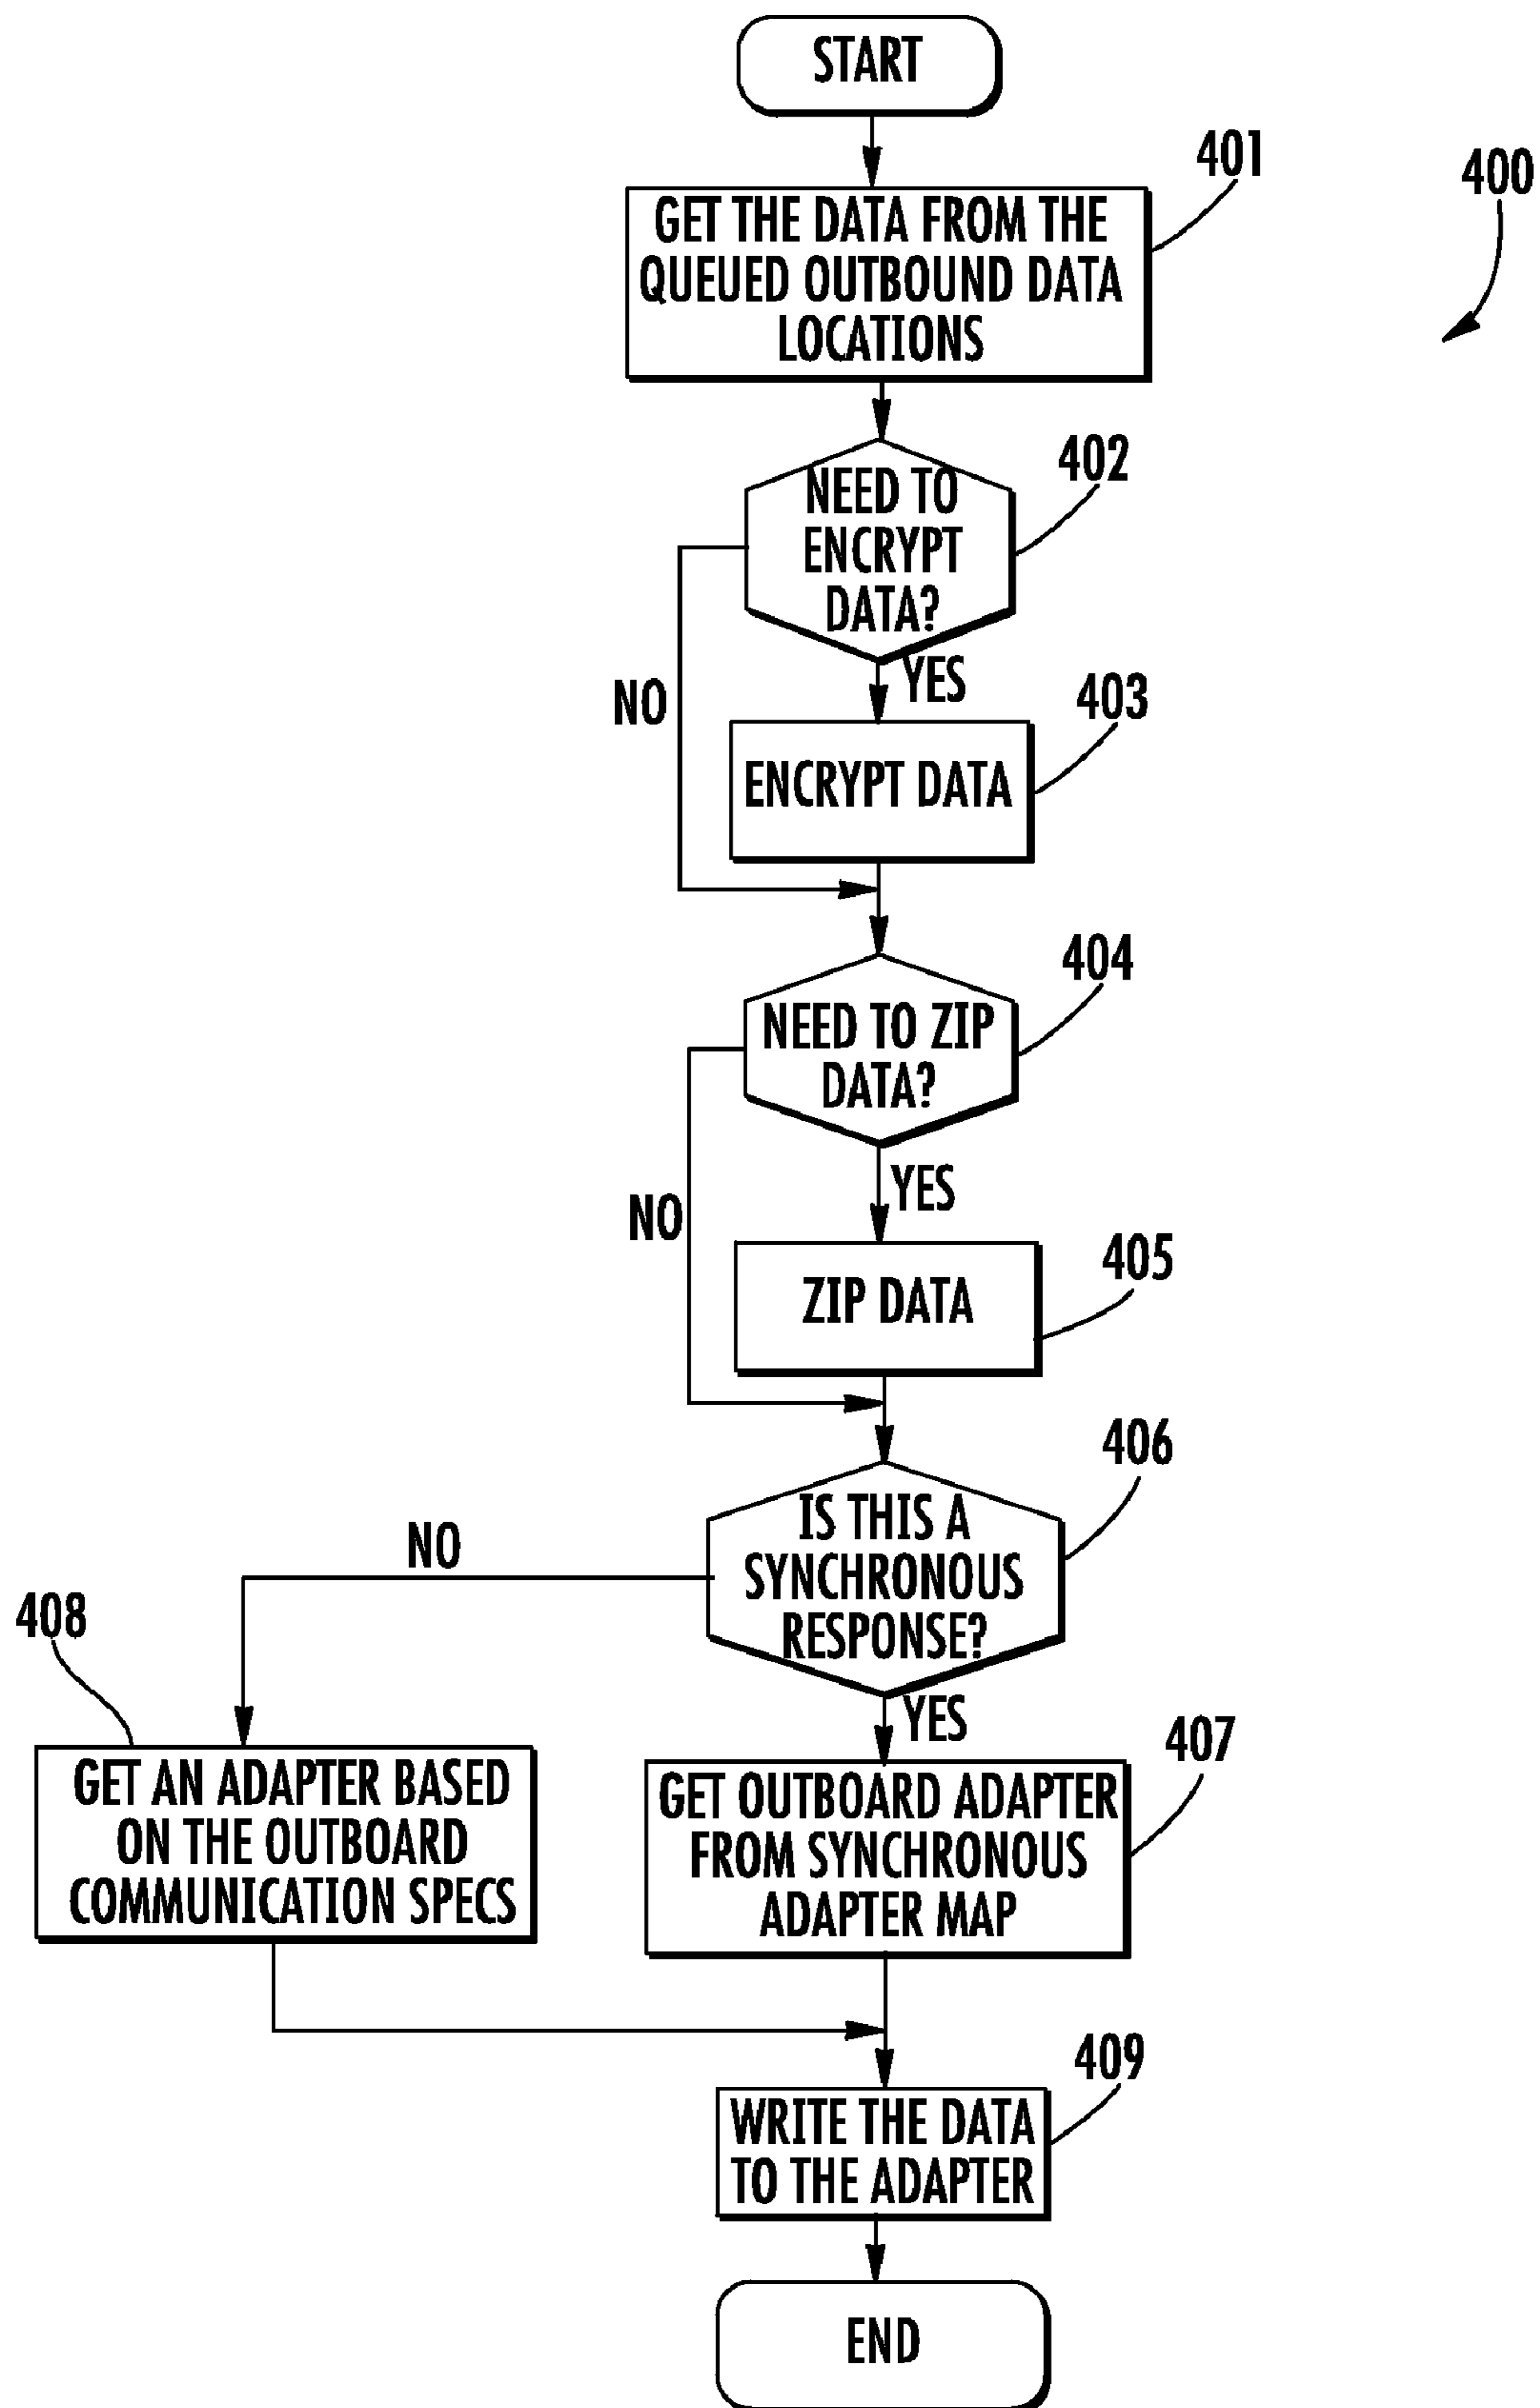 START
401
400
GET THE DATA FROM THE
QUEUED OUTBOUND DATA
LOCATIONS
402
NEED TO
ENCRYPT
DATA?
YES
NO
403
ENCRYPT DATA
404
NEED TO ZIP
DATA?
YES
NO
405
ZIP DATA
406
IS THIS A
SYNCHRONOUS
RESPONSE?
NO
408
YES
407
GET AN ADAPTER BASED
ON THE OUTBOARD
COMMUNICATION SPECS
GET OUTBOARD ADAPTER
FROM SYNCHRONOUS
ADAPTER MAP
409
WRITE THE DATA
TO THE ADAPTER
END